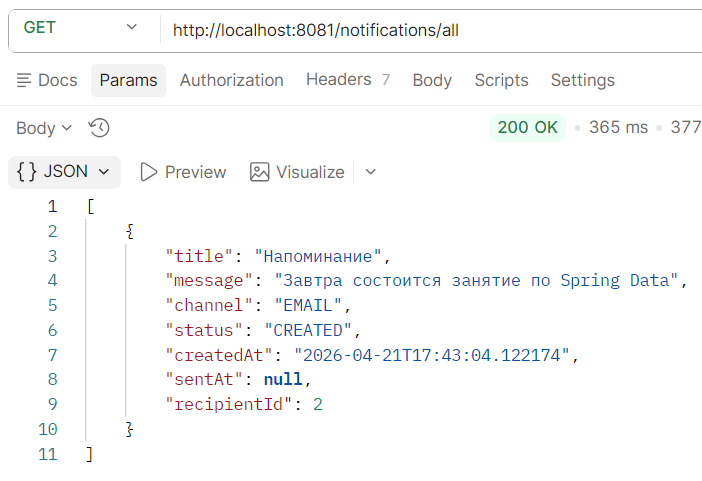 GET http://localhost:8081/notifications/all
Docs Params Authorization Headers 7 Body Scripts Settings
Body 200 OK 365 ms 377
{} JSON Preview Visualize
1 [
2 {
3 "title": "Напоминание",
4 "message": "Завтра состоится занятие по Spring Data",
5 "channel": "EMAIL",
6 "status": "CREATED",
7 "createdAt": "2026-04-21T17:43:04.122174",
8 "sentAt": null,
9 "recipientId": 2
10 }
11 ]